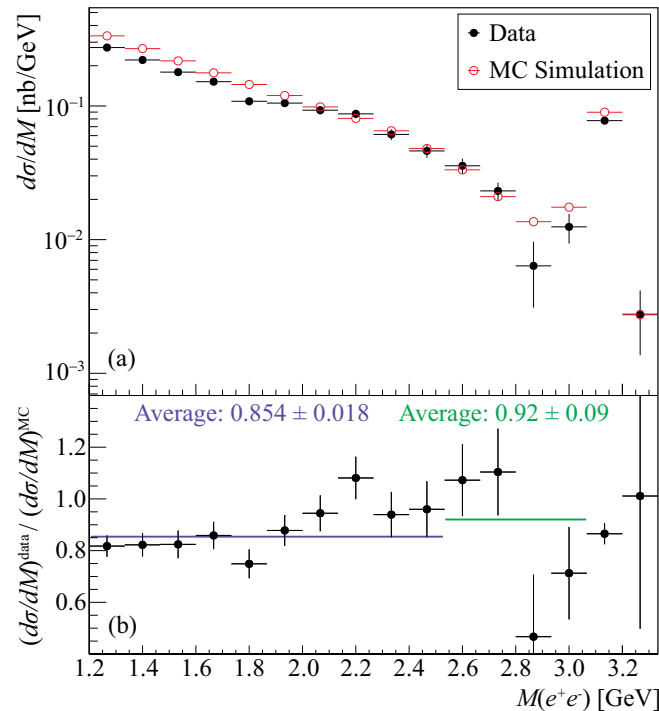 dσ/dM [nb/GeV]
10⁻¹
10⁻²
10⁻³
Data
MC Simulation
(a)
(dσ/dM)^data / (dσ/dM)^MC
1.2
1.0
0.8
0.6
Average: 0.854 ± 0.018
Average: 0.92 ± 0.09
(b)
1.2 1.4 1.6 1.8 2.0 2.2 2.4 2.6 2.8 3.0 3.2
M(e⁺e⁻) [GeV]